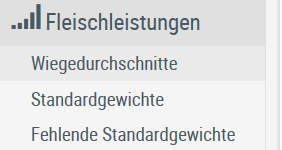 Fleischleistungen
Wiegedurchschnitte
Standardgewichte
Fehlende Standardgewichte